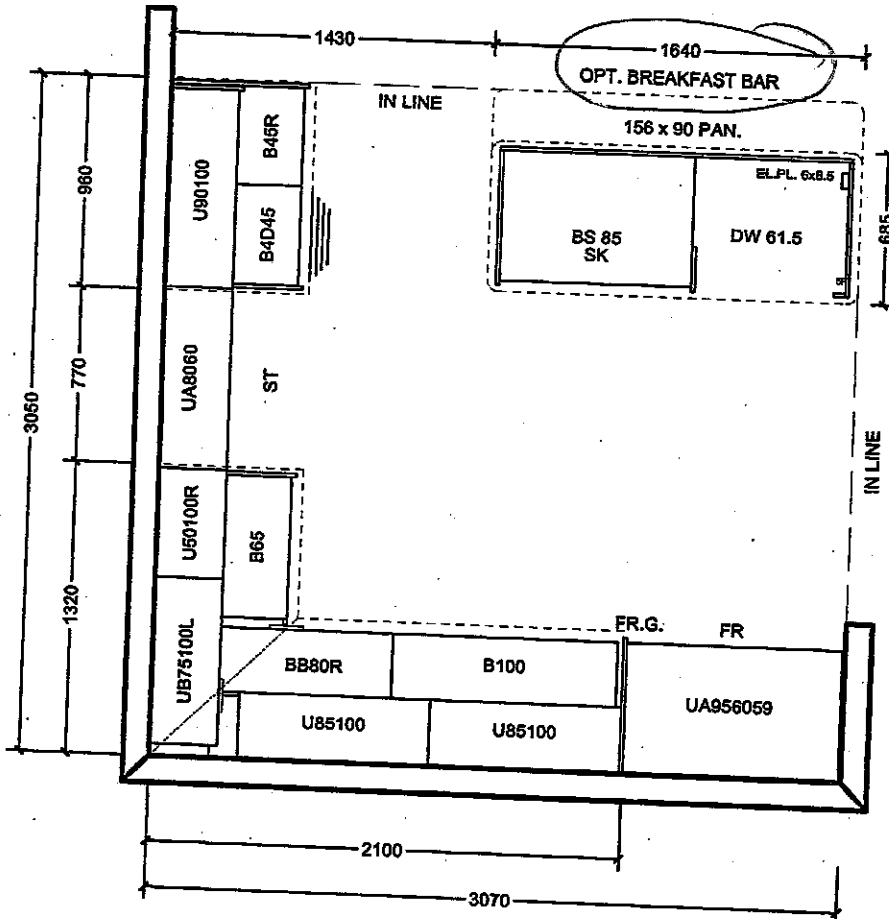 1430
1640
OPT. BREAKFAST BAR
IN LINE
156 x 90 PAN.
960
U90100
B45R
B4D45
BS 85
SK
EL.PL. 6x8.5
DW 61.5
685
3050
770
UA8060
ST
IN LINE
1320
U50100R
B65
UB75100L
FR.G.
FR
BB80R
B100
UA956059
U85100
U85100
2100
3070